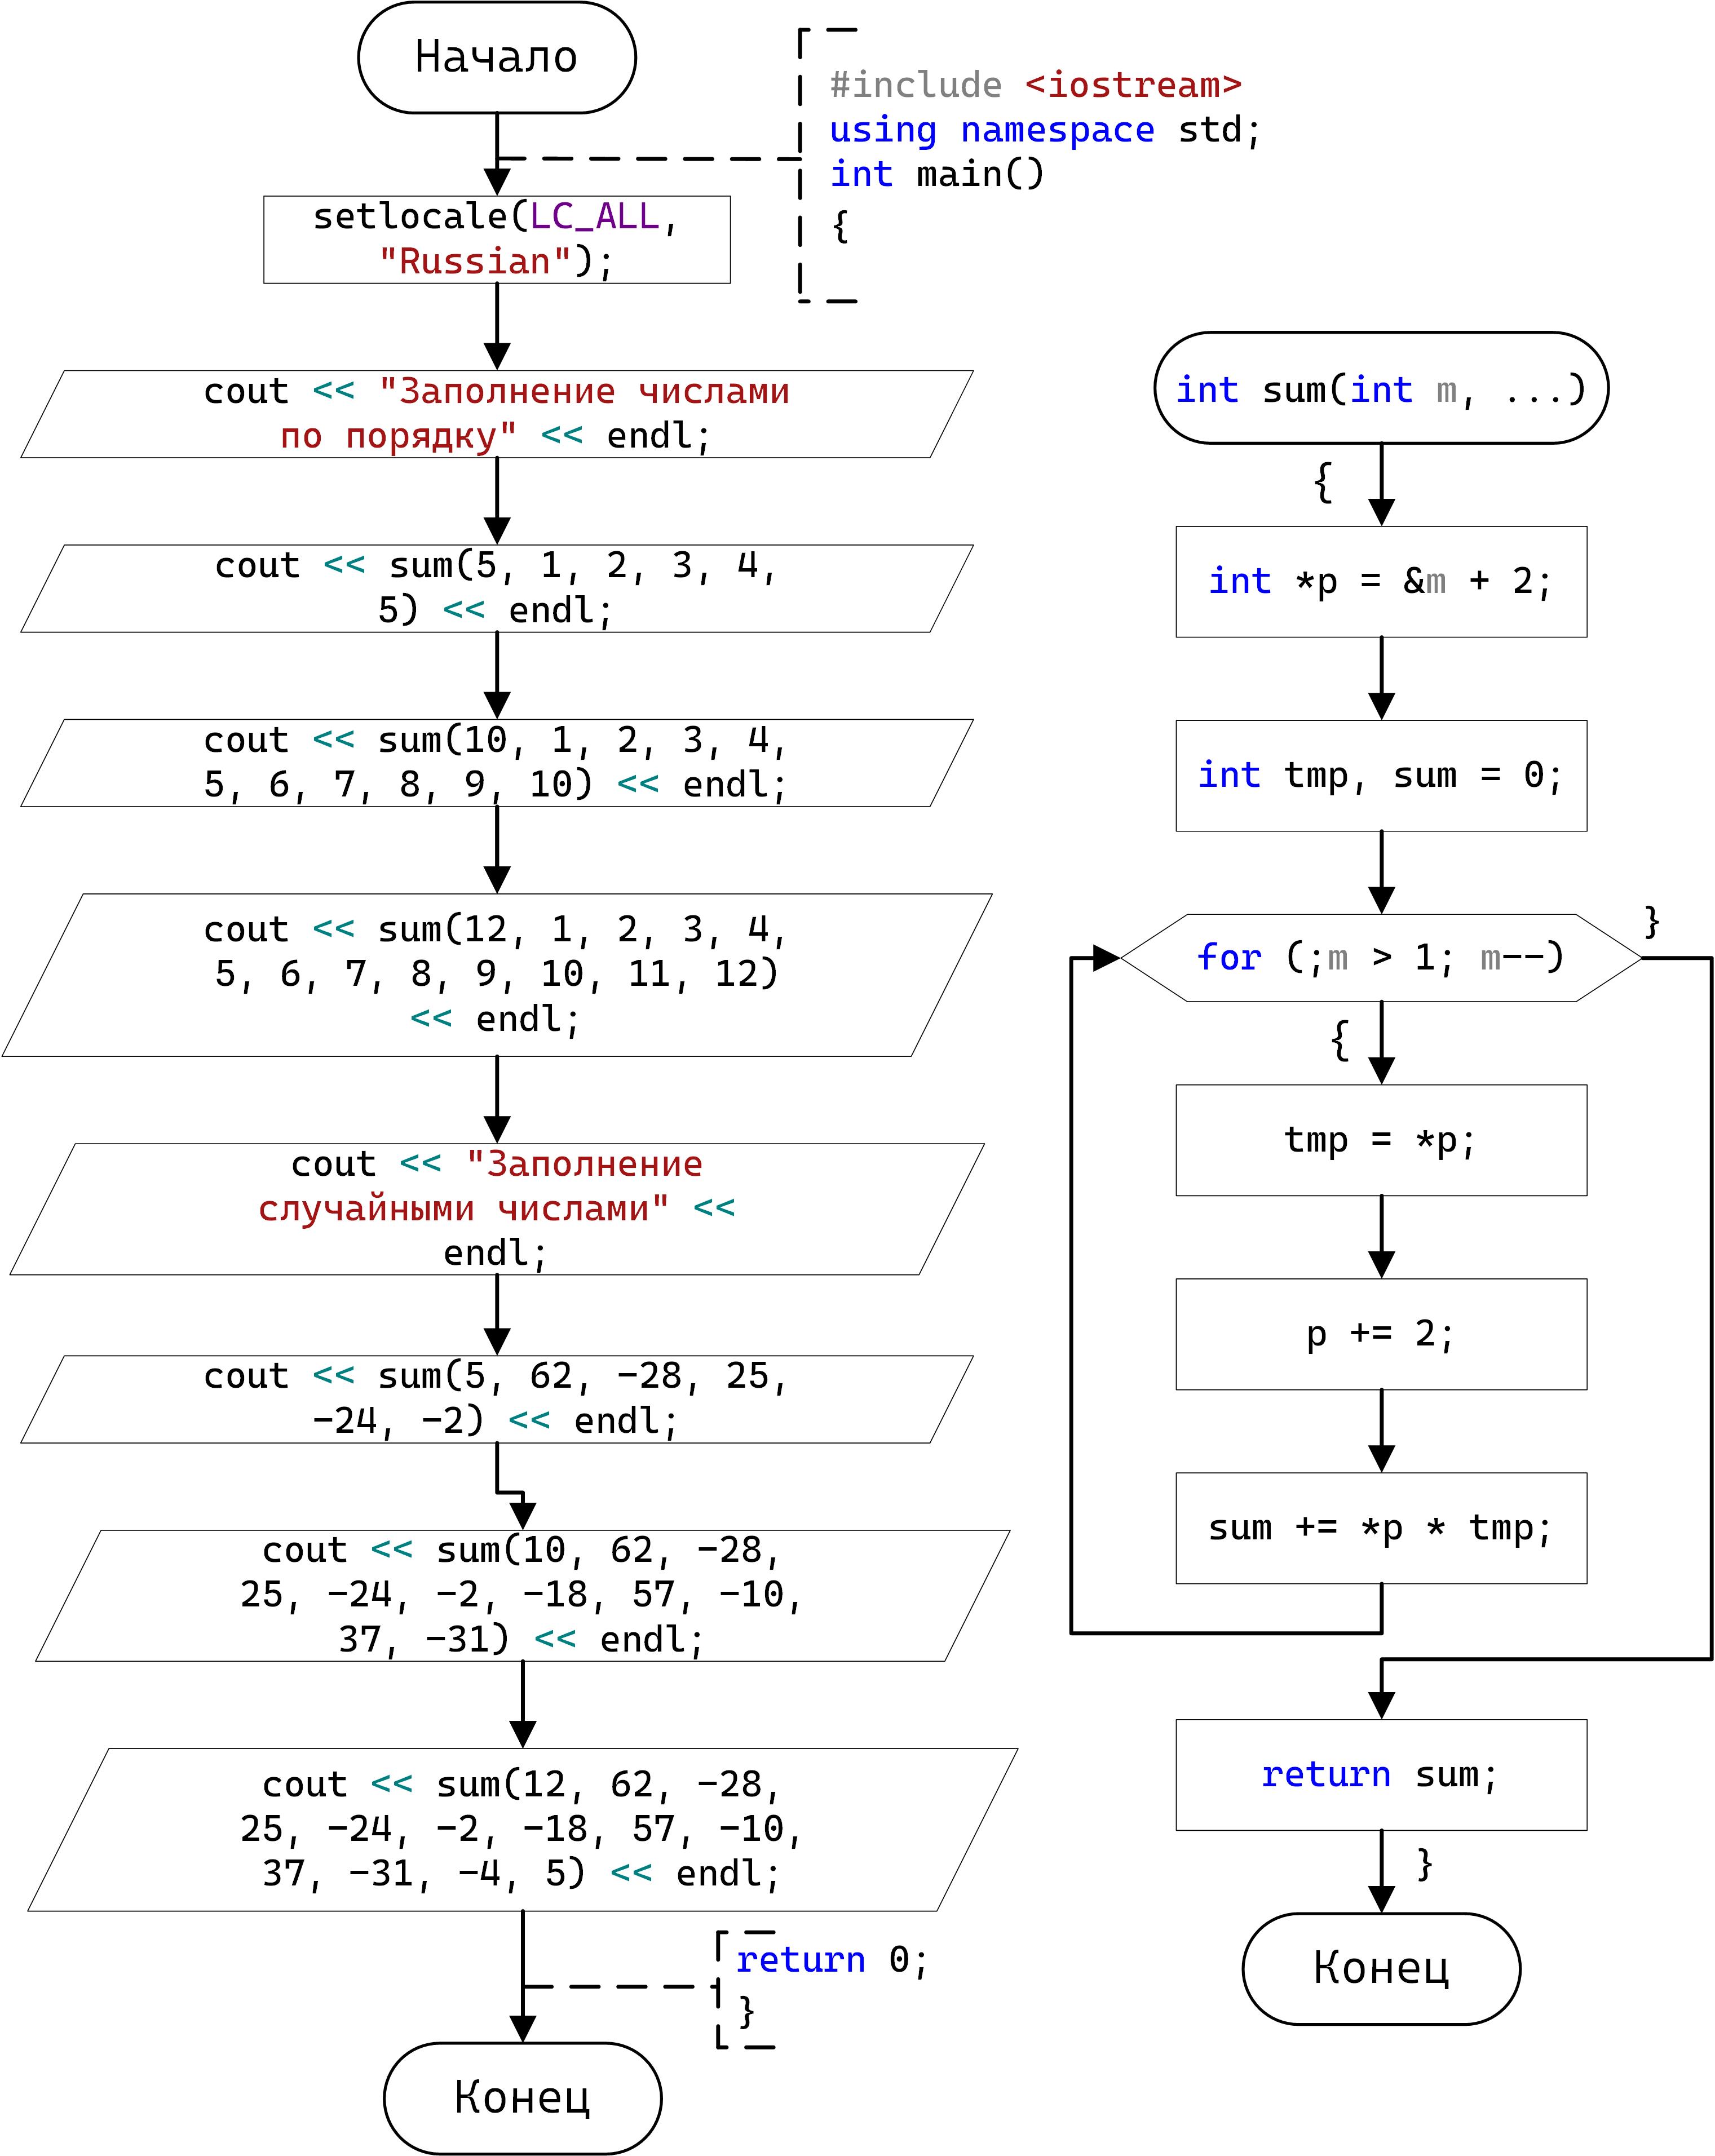 Начало
#include <iostream>
using namespace std;
int main()
{
setlocale(LC_ALL,
"Russian");
cout << "Заполнение числами
по порядку" << endl;
cout << sum(5, 1, 2, 3, 4,
5) << endl;
cout << sum(10, 1, 2, 3, 4,
5, 6, 7, 8, 9, 10) << endl;
cout << sum(12, 1, 2, 3, 4,
5, 6, 7, 8, 9, 10, 11, 12)
<< endl;
cout << "Заполнение
случайными числами" <<
endl;
cout << sum(5, 62, -28, 25,
-24, -2) << endl;
cout << sum(10, 62, -28,
25, -24, -2, -18, 57, -10,
37, -31) << endl;
cout << sum(12, 62, -28,
25, -24, -2, -18, 57, -10,
37, -31, -4, 5) << endl;
return 0;
}
Конец
int sum(int m, ...)
{
int *p = &m + 2;
int tmp, sum = 0;
for (;m > 1; m--)
}
{
tmp = *p;
p += 2;
sum += *p * tmp;
return sum;
}
Конец